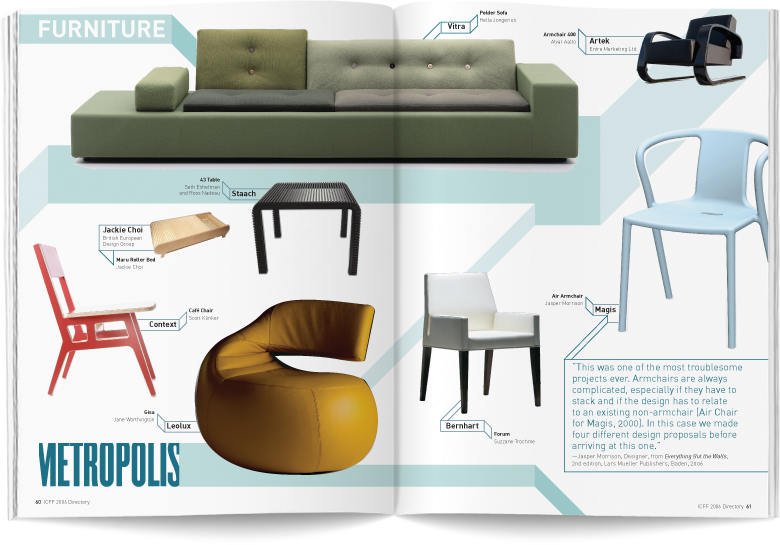 FURNITURE
Polder Sofa
Hella Jongerius
Vitra
Armchair 400
Alvar Aalto
Artek
Entre Marketing Ltd.
43 Table
Seth Eshelman
and Ross Nadeau
Staach
Jackie Choi
British European
Design Group
Maru Roller Bed
Jackie Choi
Café Chair
Scott Klinker
Context
Air Armchair
Jasper Morrison
Magis
Gisa
Jane Worthington
Leolux
Bernhart
Forum
Suzzane Trocmme
"This was one of the most troublesome
projects ever. Armchairs are always
complicated, especially if they have to
stack and if the design has to relate
to an existing non-armchair (Air Chair
for Magis, 2000). In this case we made
four different design proposals before
arriving at this one."
—Jasper Morrison, Designer, from Everything But the Walls,
2nd edition, Lars Mueller Publishers, Baden, 2006
METROPOLIS
60 ICFF 2006 Directory
ICFF 2006 Directory 61